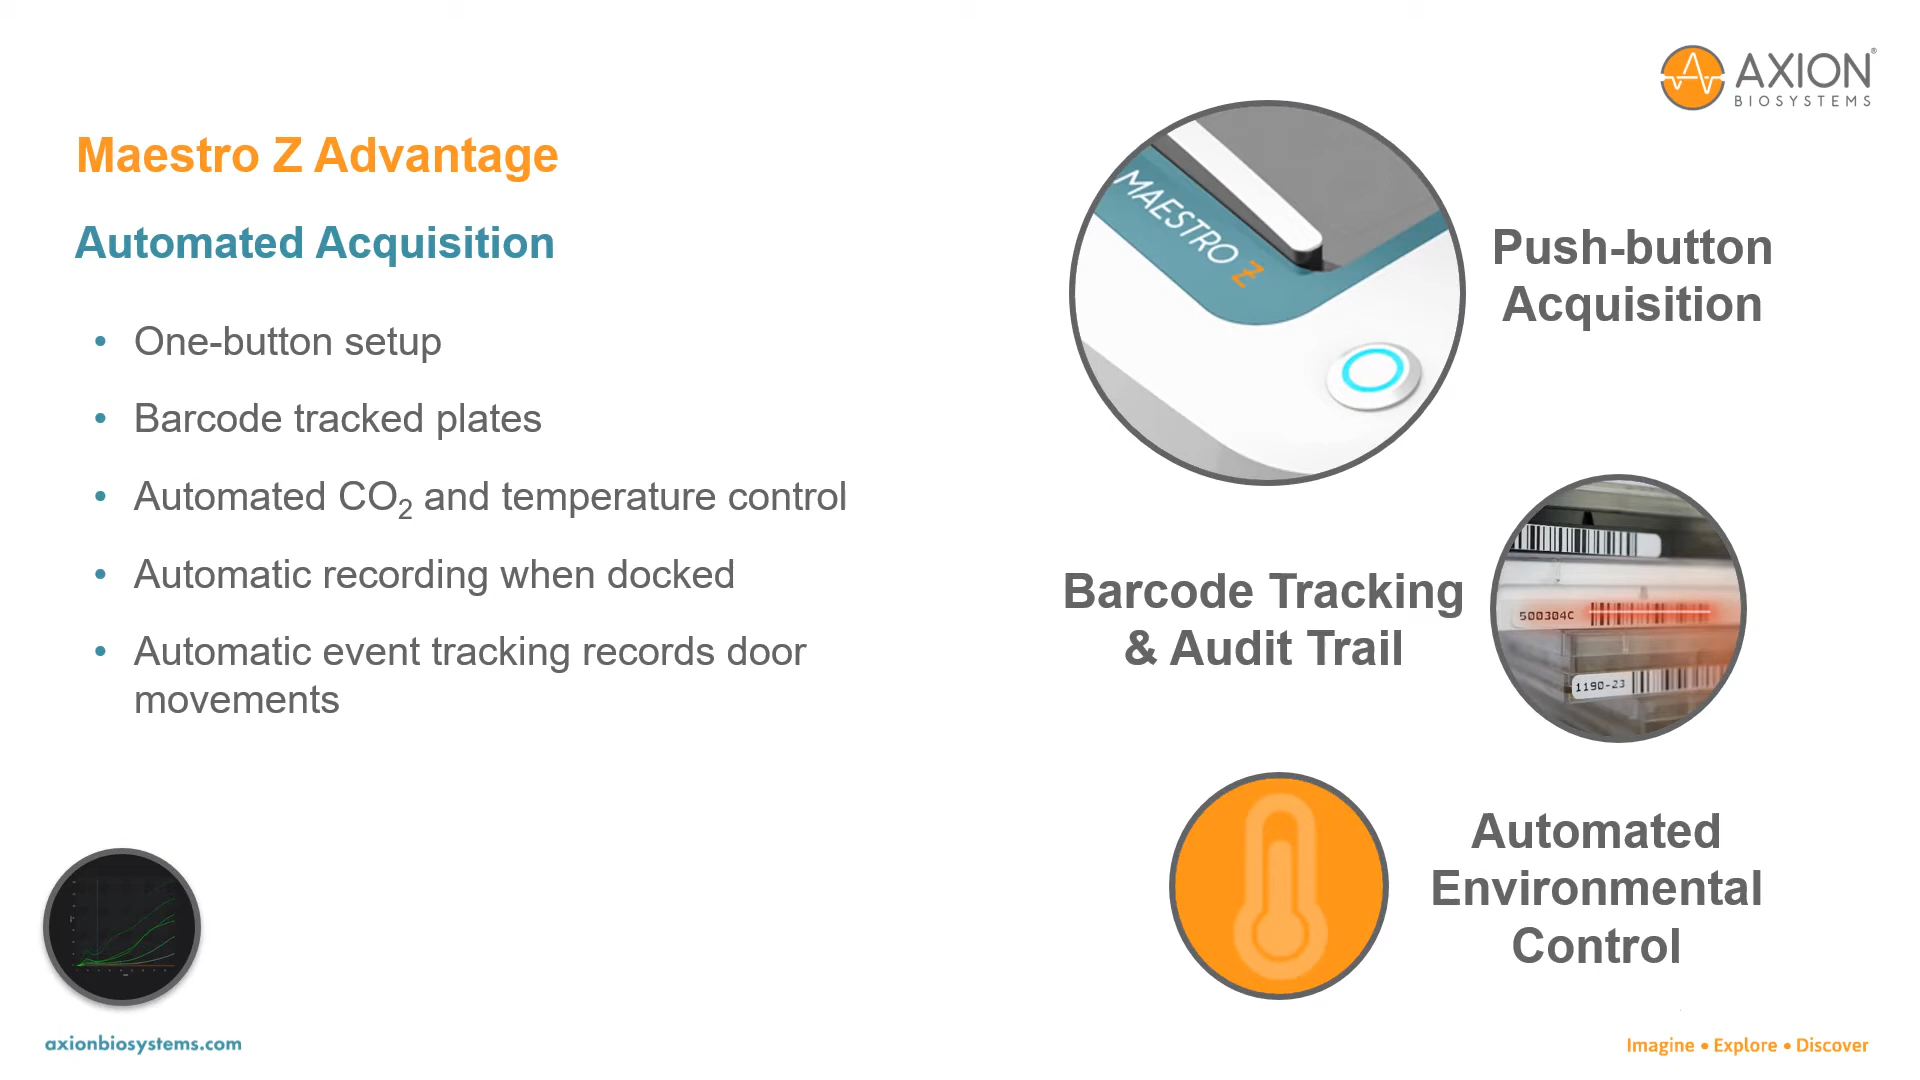 AXION®
BIOSYSTEMS
Maestro Z Advantage
Automated Acquisition
• One-button setup
• Barcode tracked plates
• Automated CO₂ and temperature control
• Automatic recording when docked
• Automatic event tracking records door
movements
MAESTRO Z
Push-button
Acquisition
Barcode Tracking
& Audit Trail
500304C
1190-23
Automated
Environmental
Control
axionbiosystems.com
Imagine • Explore • Discover